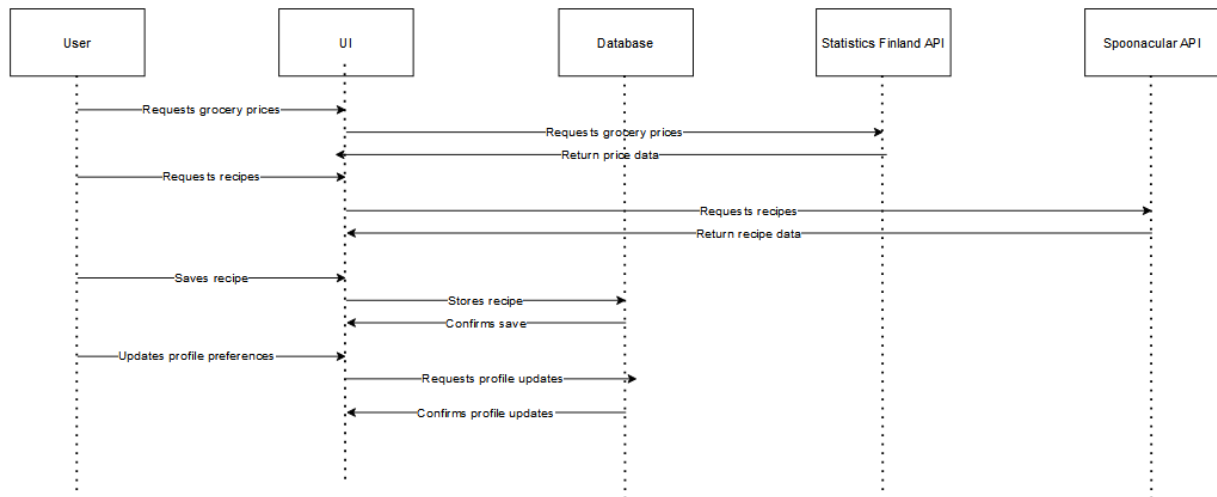 User
UI
Database
Statistics Finland API
Spoonacular API
Requests grocery prices
Requests grocery prices
Return price data
Requests recipes
Requests recipes
Return recipe data
Saves recipe
Stores recipe
Confirms save
Updates profile preferences
Requests profile updates
Confirms profile updates